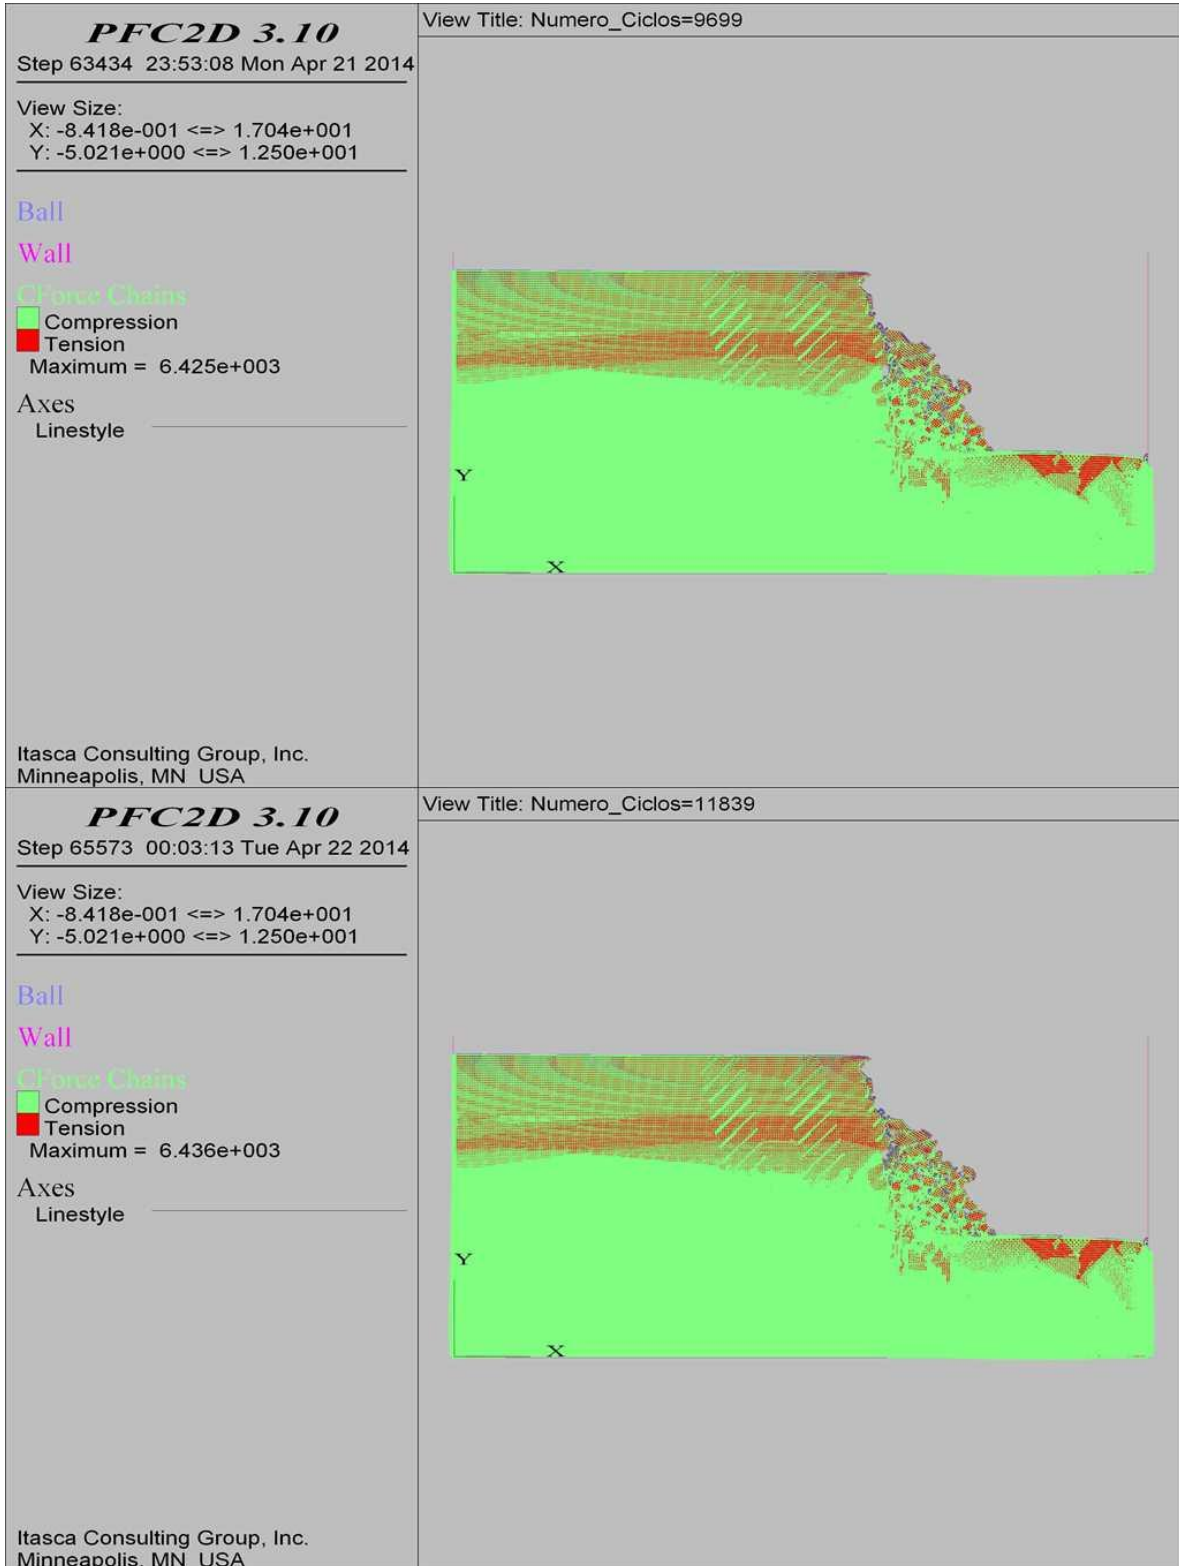 PFC2D 3.10
Step 63434  23:53:08 Mon Apr 21 2014
View Size:
X: -8.418e-001 <=> 1.704e+001
Y: -5.021e+000 <=> 1.250e+001
Ball
Wall
CForce Chains
Compression
Tension
Maximum =  6.425e+003
Axes
Linestyle
Itasca Consulting Group, Inc.
Minneapolis, MN  USA
View Title: Numero_Ciclos=9699
Y
X
PFC2D 3.10
Step 65573  00:03:13 Tue Apr 22 2014
View Size:
X: -8.418e-001 <=> 1.704e+001
Y: -5.021e+000 <=> 1.250e+001
Ball
Wall
CForce Chains
Compression
Tension
Maximum =  6.436e+003
Axes
Linestyle
Itasca Consulting Group, Inc.
Minneapolis, MN  USA
View Title: Numero_Ciclos=11839
Y
X